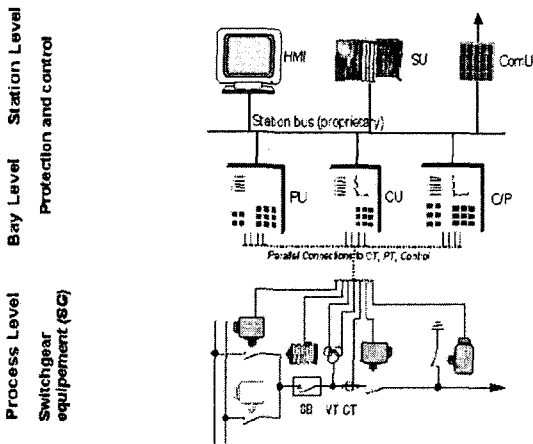 Station Level
Protection and control
HMI
SU
ComU
Station bus (proprietary)
Bay Level
PU
CU
C/P
Parallel Connections to CT, PT, Control
Process Level
Switchgear
equipement (SG)
SB
VT
CT